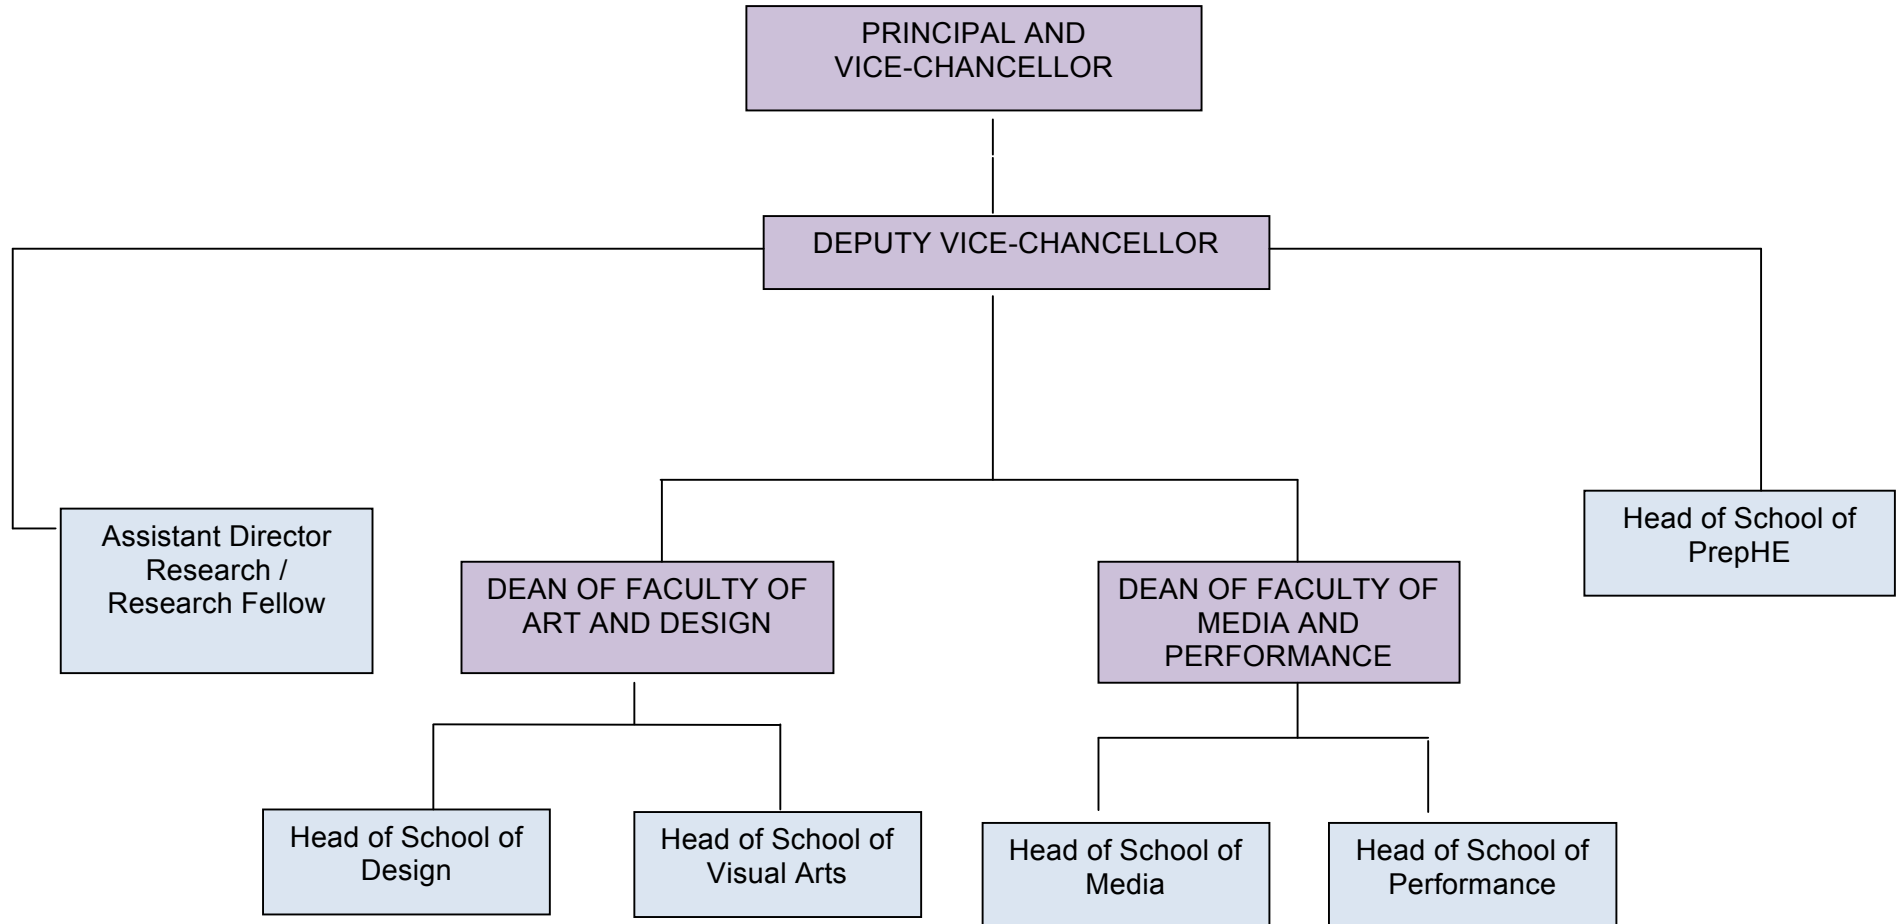 PRINCIPAL AND
VICE-CHANCELLOR
DEPUTY VICE-CHANCELLOR
Assistant Director
Research /
Research Fellow
DEAN OF FACULTY OF
ART AND DESIGN
DEAN OF FACULTY OF
MEDIA AND
PERFORMANCE
Head of School of
PrepHE
Head of School of
Design
Head of School of
Visual Arts
Head of School of
Media
Head of School of
Performance